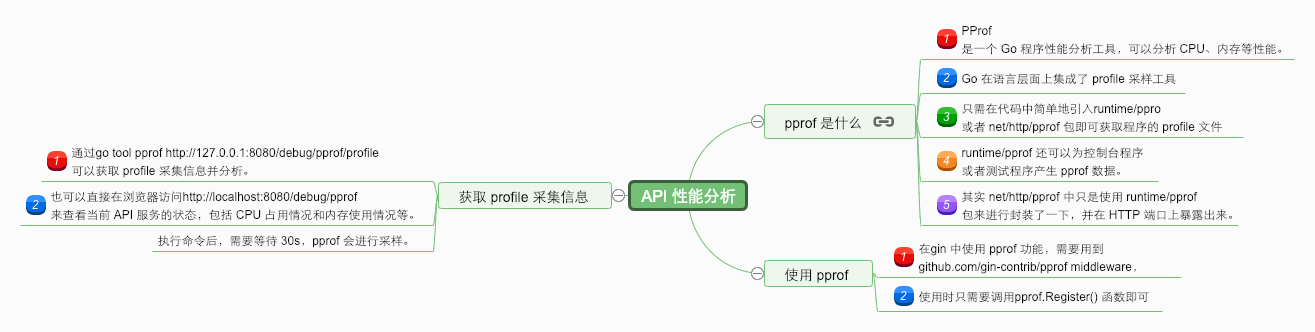 API 性能分析
pprof 是什么
1
PProf
是一个 Go 程序性能分析工具，可以分析 CPU、内存等性能。
2
Go 在语言层面上集成了 profile 采样工具
3
只需在代码中简单地引入runtime/ppro
或者 net/http/pprof 包即可获取程序的 profile 文件
4
runtime/pprof 还可以为控制台程序
或者测试程序产生 pprof 数据。
5
其实 net/http/pprof 中只是使用 runtime/pprof
包来进行封装了一下，并在 HTTP 端口上暴露出来。
使用 pprof
1
在gin 中使用 pprof 功能，需要用到
github.com/gin-contrib/pprof middleware，
2
使用时只需要调用pprof.Register() 函数即可
获取 profile 采集信息
1
通过go tool pprof http://127.0.0.1:8080/debug/pprof/profile
可以获取 profile 采集信息并分析。
2
也可以直接在浏览器访问http://localhost:8080/debug/pprof
来查看当前 API 服务的状态，包括 CPU 占用情况和内存使用情况等。
执行命令后，需要等待 30s，pprof 会进行采样。